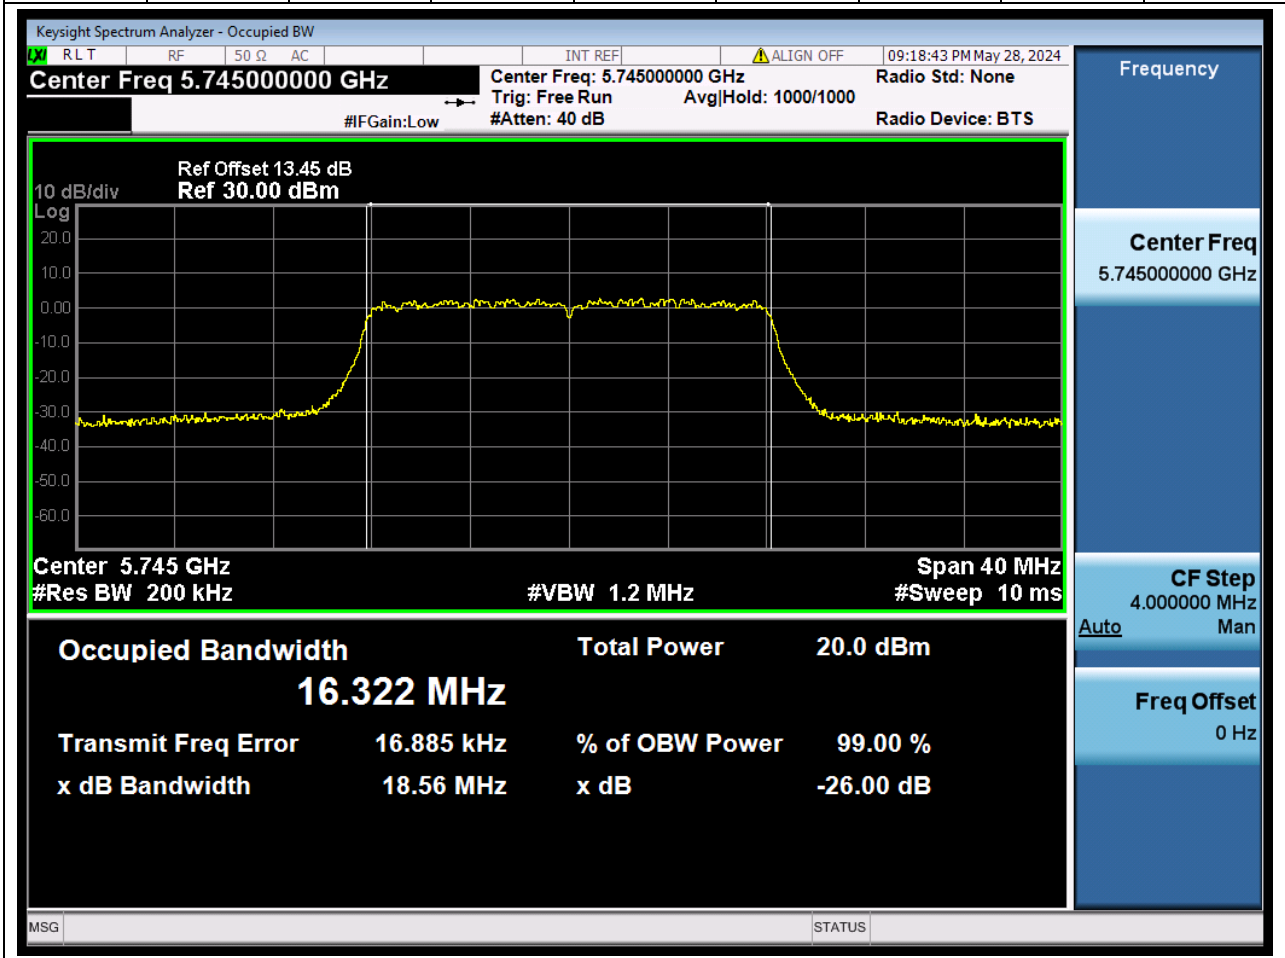 Keysight Spectrum Analyzer - Occupied BW
LXI RLT RF 50 Ω AC INT REF ALIGN OFF 09:18:43 PM May 28, 2024
Center Freq 5.745000000 GHz
Center Freq: 5.745000000 GHz
Radio Std: None
Trig: Free Run Avg|Hold: 1000/1000
#IFGain:Low
#Atten: 40 dB
Radio Device: BTS
Ref Offset 13.45 dB
10 dB/div Ref 30.00 dBm
Log
20.0
10.0
0.00
-10.0
-20.0
-30.0
-40.0
-50.0
-60.0
Center 5.745 GHz Span 40 MHz
#Res BW 200 kHz #VBW 1.2 MHz #Sweep 10 ms
Occupied Bandwidth Total Power 20.0 dBm
16.322 MHz
Transmit Freq Error 16.885 kHz % of OBW Power 99.00 %
x dB Bandwidth 18.56 MHz x dB -26.00 dB
Frequency
Center Freq
5.745000000 GHz
CF Step
4.000000 MHz
Auto Man
Freq Offset
0 Hz
MSG STATUS